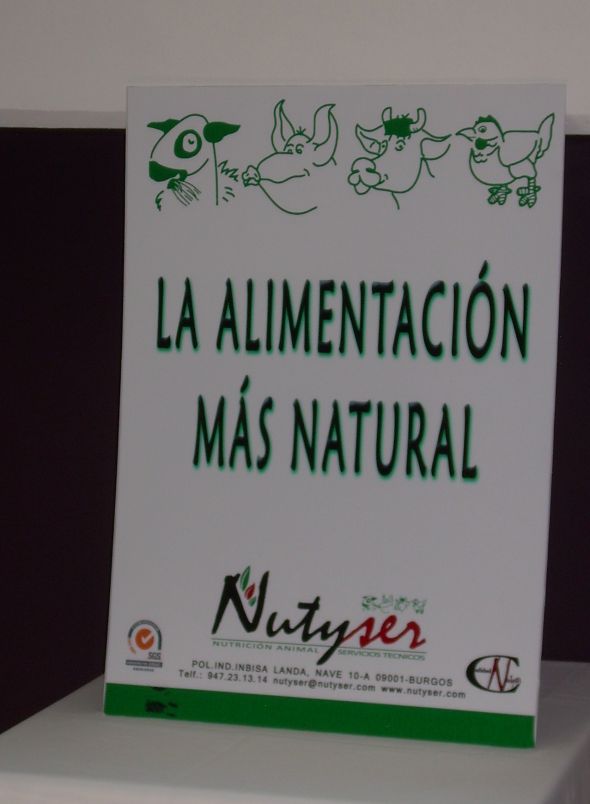 LA ALIMENTACIÓN
MÁS NATURAL
Nutyser
NUTRICIÓN ANIMAL SERVICIOS TECNICOS
POL.IND.INBISA LANDA, NAVE 10-A 09001-BURGOS
Telf.: 947.23.13.14 nutyser@nutyser.com www.nutyser.com
SGS